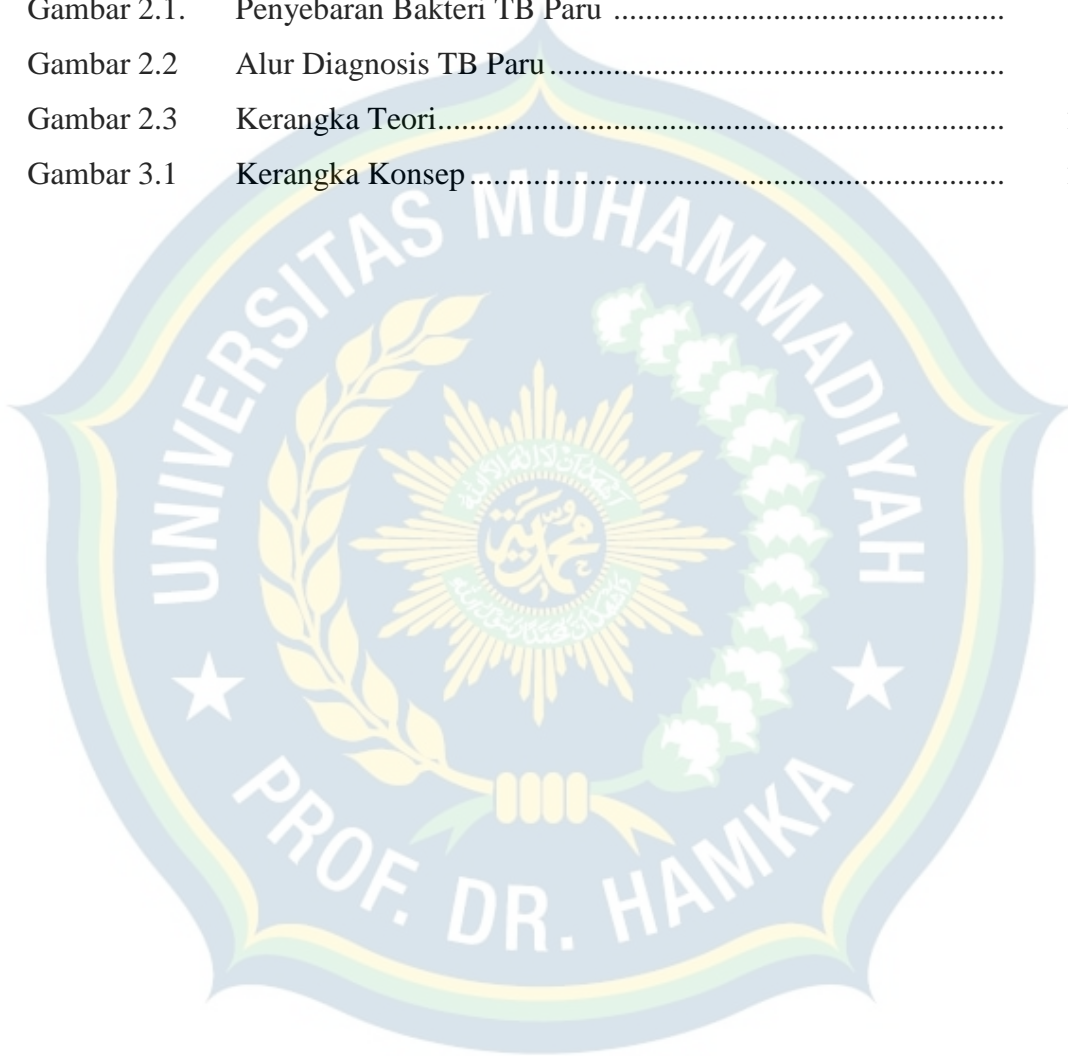 Gambar 2.1. Penyebaran Bakteri TB Paru ................................................
Gambar 2.2 Alur Diagnosis TB Paru ........................................................
Gambar 2.3 Kerangka Teori.....................................................................
Gambar 3.1 Kerangka Konsep .................................................................
UNIVERSITAS MUHAMMADIYAH
PROF. DR. HAMKA